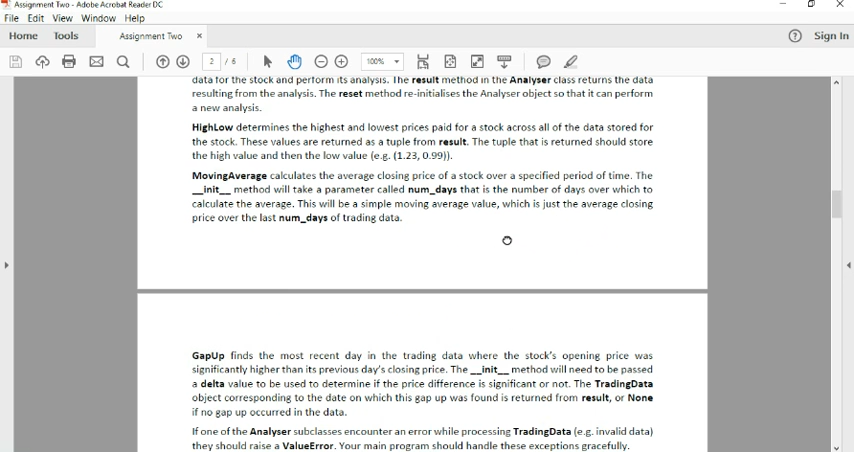 Assignment Two - Adobe Acrobat Reader DC
File Edit View Window Help
Home Tools Assignment Two × ? Sign In
2 / 6 100%
data for the stock and perform its analysis. The result method in the Analyser class returns the data
resulting from the analysis. The reset method re-initialises the Analyser object so that it can perform
a new analysis.
HighLow determines the highest and lowest prices paid for a stock across all of the data stored for
the stock. These values are returned as a tuple from result. The tuple that is returned should store
the high value and then the low value (e.g. (1.23, 0.99)).
MovingAverage calculates the average closing price of a stock over a specified period of time. The
__init__ method will take a parameter called num_days that is the number of days over which to
calculate the average. This will be a simple moving average value, which is just the average closing
price over the last num_days of trading data.
GapUp finds the most recent day in the trading data where the stock's opening price was
significantly higher than its previous day's closing price. The __init__ method will need to be passed
a delta value to be used to determine if the price difference is significant or not. The TradingData
object corresponding to the date on which this gap up was found is returned from result, or None
if no gap up occurred in the data.
If one of the Analyser subclasses encounter an error while processing TradingData (e.g. invalid data)
they should raise a ValueError. Your main program should handle these exceptions gracefully.